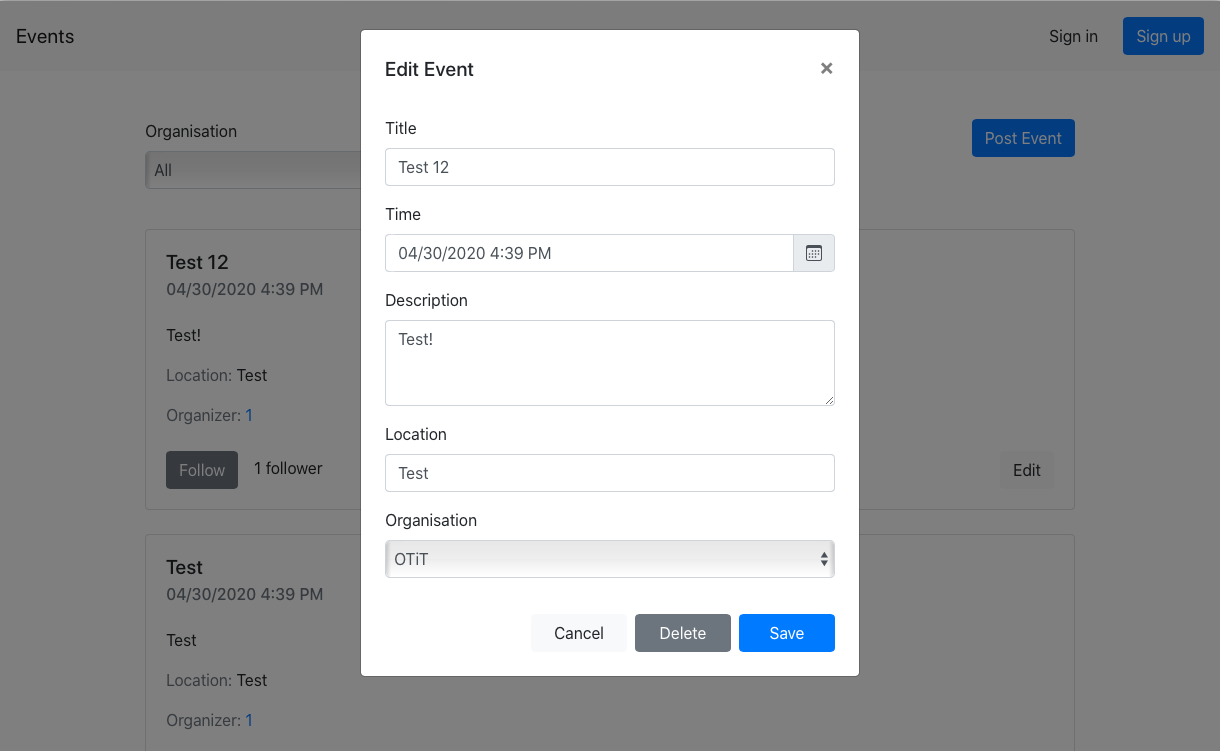 Events
Sign in
Sign up
Organisation
All
Post Event
Test 12
04/30/2020 4:39 PM
Test!
Location: Test
Organizer: 1
Follow
1 follower
Edit
Test
04/30/2020 4:39 PM
Test
Location: Test
Organizer: 1
Edit Event
×
Title
Test 12
Time
04/30/2020 4:39 PM
Description
Test!
Location
Test
Organisation
OTiT
Cancel
Delete
Save